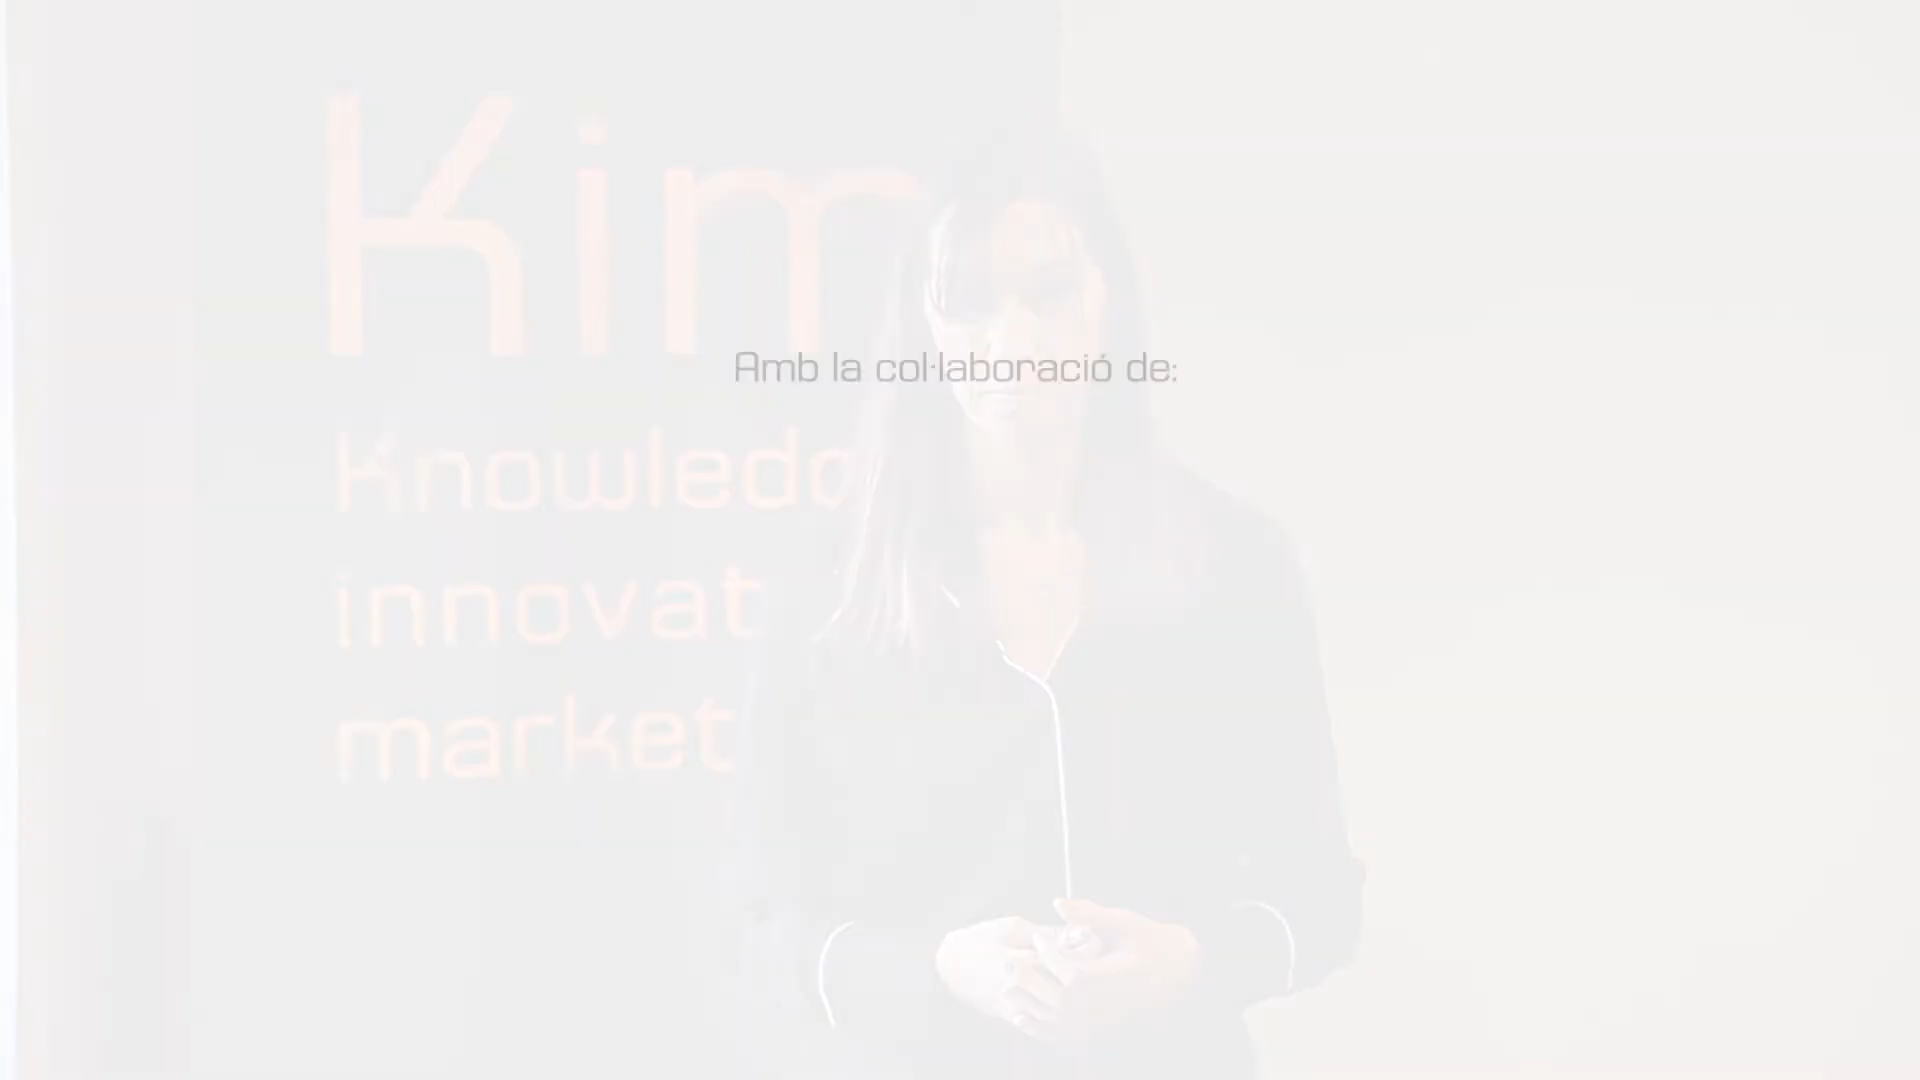 Kim
Amb la col·laboració de:
Knowledg
innovat
market